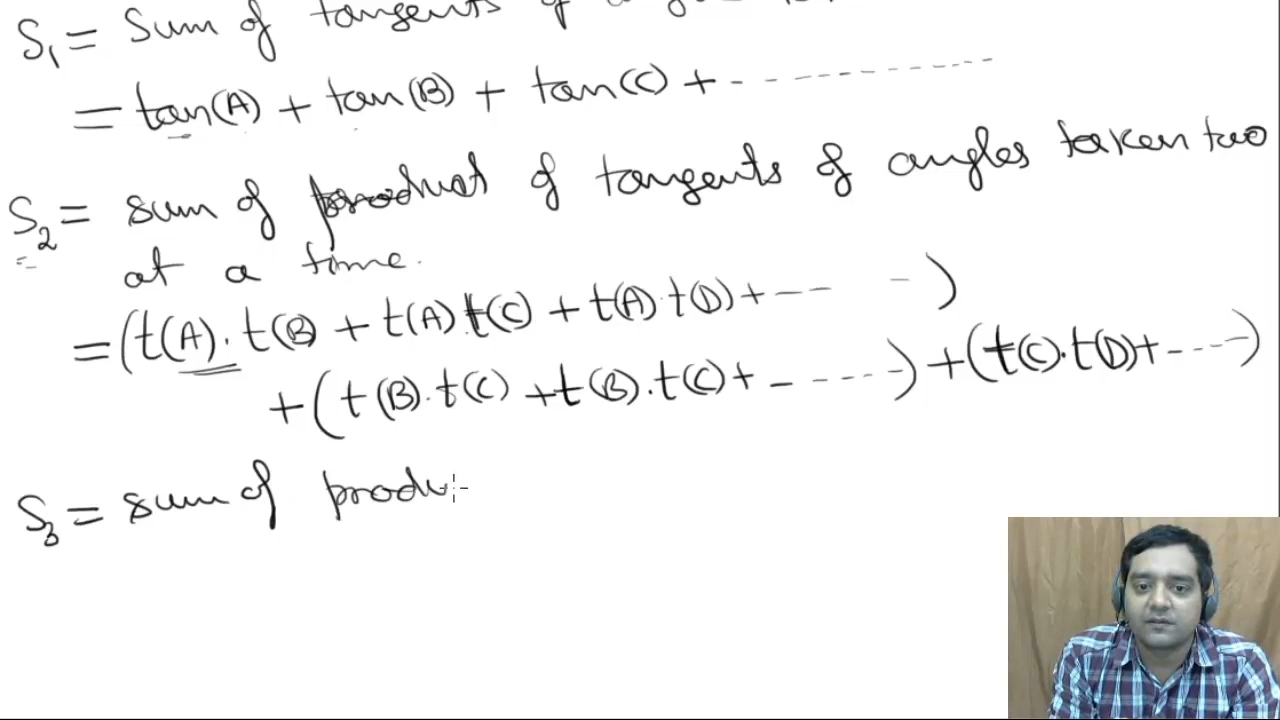 S1 = Sum of tangents of
= tan(A) + tan(B) + tan(C) + - - - - - - - - - - -
S2 = sum of product of tangents of angles taken two
at a time.
= (t(A). t(B) + t(A) t(C) + t(A). t(D) + - - - -)
+ (t(B). t(C) + t(B). t(C) + - - - - - -) + (t(C). t(D) + - - - - -)
S3 = sum of produ